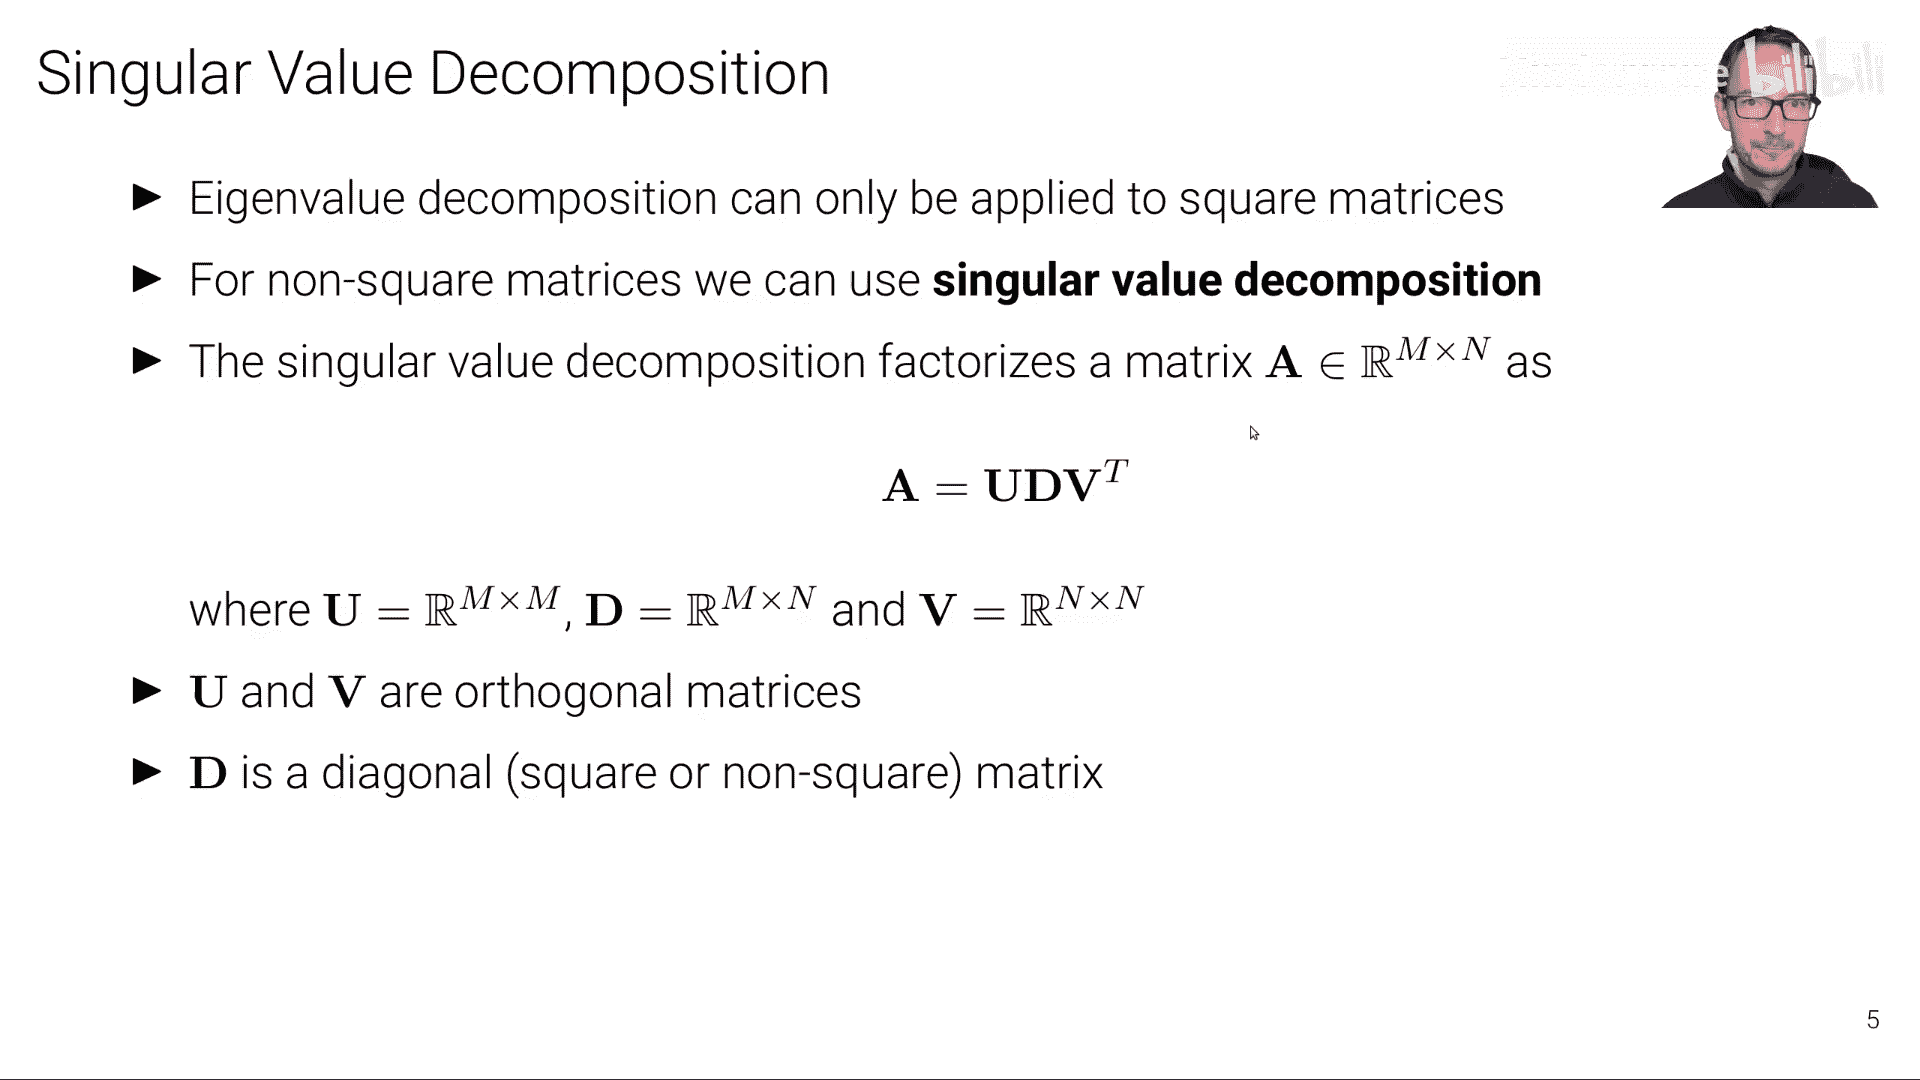 Singular Value Decomposition
bilibili
► Eigenvalue decomposition can only be applied to square matrices
► For non-square matrices we can use singular value decomposition
► The singular value decomposition factorizes a matrix A ∈ ℝ^{M×N} as
A = UDV^T
where U = ℝ^{M×M}, D = ℝ^{M×N} and V = ℝ^{N×N}
► U and V are orthogonal matrices
► D is a diagonal (square or non-square) matrix
5